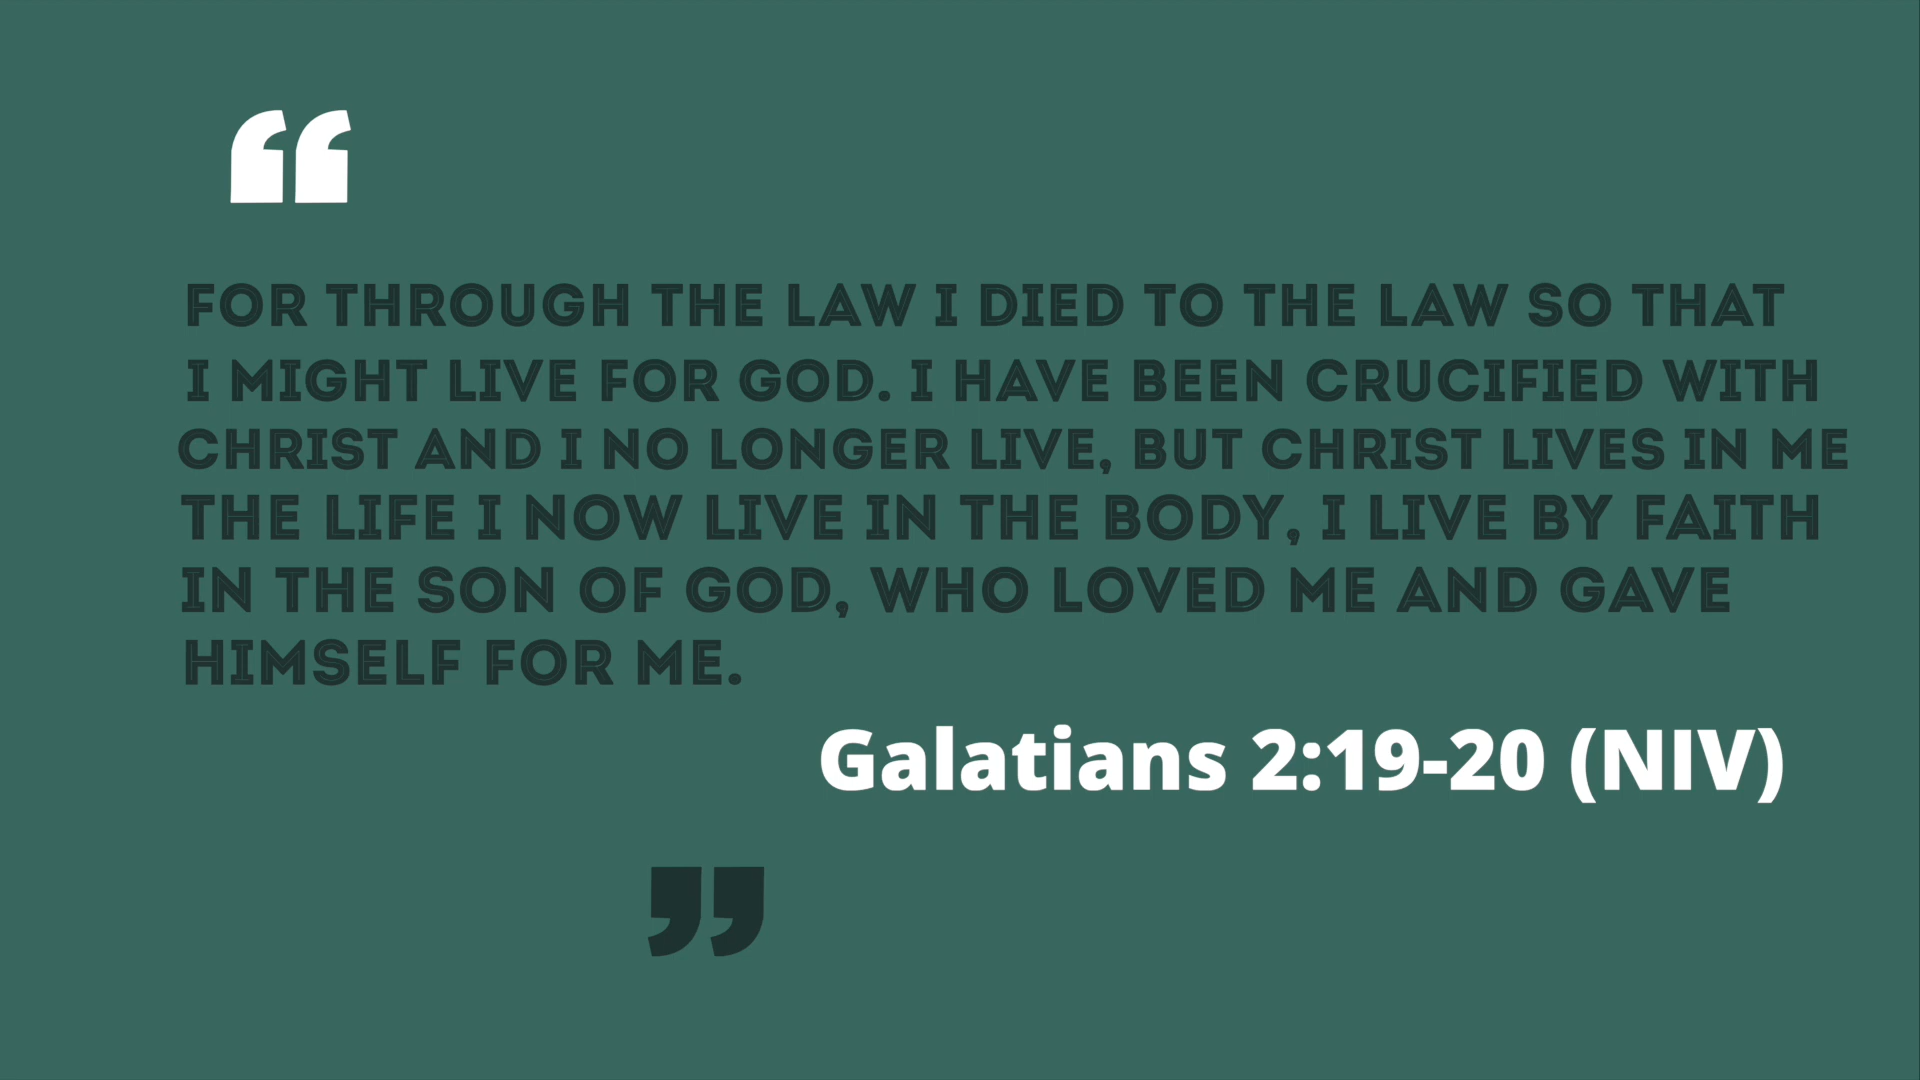 “
FOR THROUGH THE LAW I DIED TO THE LAW SO THAT
I MIGHT LIVE FOR GOD. I HAVE BEEN CRUCIFIED WITH
CHRIST AND I NO LONGER LIVE, BUT CHRIST LIVES IN ME
THE LIFE I NOW LIVE IN THE BODY, I LIVE BY FAITH
IN THE SON OF GOD, WHO LOVED ME AND GAVE
HIMSELF FOR ME.
Galatians 2:19-20 (NIV)
”